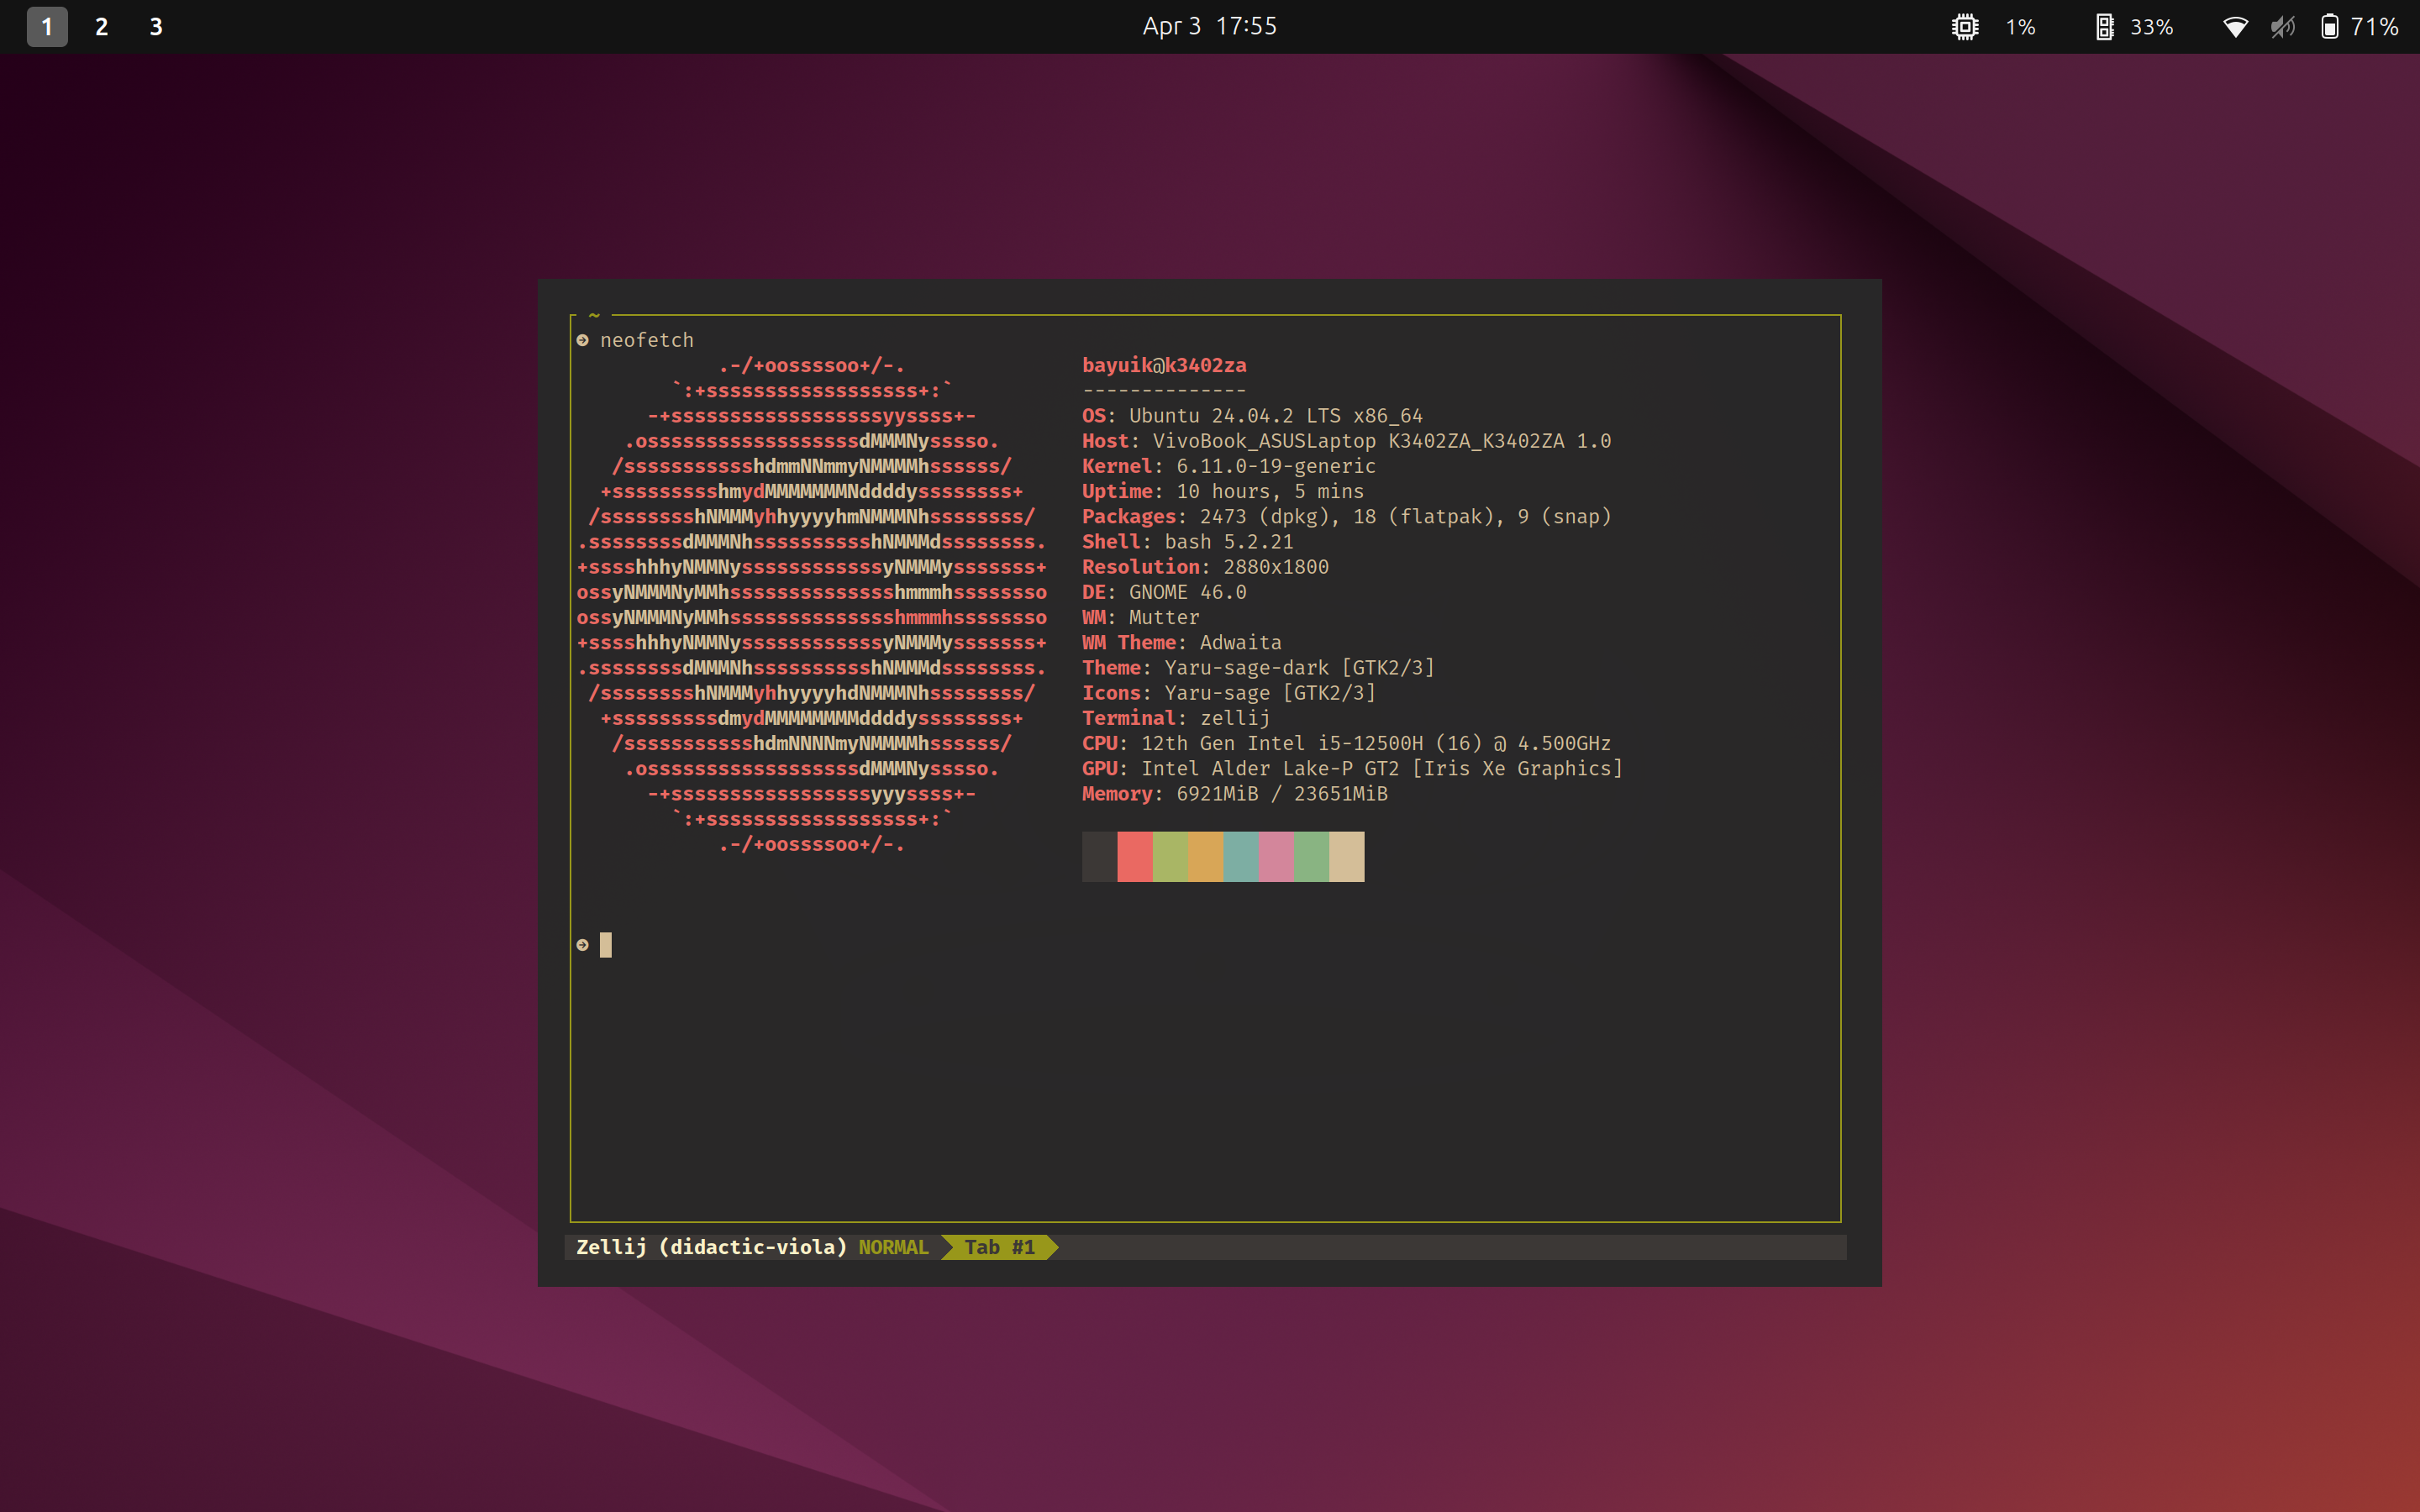 1 2 3 Apr 3 17:55 1% 33% 71%
~
neofetch
.-/+oossssoo+/-. bayuik@k3402za
`:+ssssssssssssssssss+:` --------------
-+ssssssssssssssssssyyssss+- OS: Ubuntu 24.04.2 LTS x86_64
.ossssssssssssssssssdMMMNysssso. Host: VivoBook_ASUSLaptop K3402ZA_K3402ZA 1.0
/ssssssssssshdmmNNmmyNMMMMhssssss/ Kernel: 6.11.0-19-generic
+ssssssssshmydMMMMMMMNddddyssssssss+ Uptime: 10 hours, 5 mins
/sssssssshNMMMyhhyyyyhmNMMMNhssssssss/ Packages: 2473 (dpkg), 18 (flatpak), 9 (snap)
.ssssssssdMMMNhsssssssssshNMMMdssssssss. Shell: bash 5.2.21
+sssshhhyNMMNyssssssssssssyNMMMysssssss+ Resolution: 2880x1800
ossyNMMMNyMMhsssssssssssssshmmmhssssssso DE: GNOME 46.0
ossyNMMMNyMMhsssssssssssssshmmmhssssssso WM: Mutter
+sssshhhyNMMNyssssssssssssyNMMMysssssss+ WM Theme: Adwaita
.ssssssssdMMMNhsssssssssshNMMMdssssssss. Theme: Yaru-sage-dark [GTK2/3]
/sssssssshNMMMyhhyyyyhdNMMMNhssssssss/ Icons: Yaru-sage [GTK2/3]
+sssssssssdmydMMMMMMMMddddyssssssss+ Terminal: zellij
/ssssssssssshdmNNNNmyNMMMMhssssss/ CPU: 12th Gen Intel i5-12500H (16) @ 4.500GHz
.ossssssssssssssssssdMMMNysssso. GPU: Intel Alder Lake-P GT2 [Iris Xe Graphics]
-+sssssssssssssssssyyyssss+- Memory: 6921MiB / 23651MiB
`:+ssssssssssssssssss+:`
.-/+oossssoo+/-.
Zellij (didactic-viola) NORMAL Tab #1